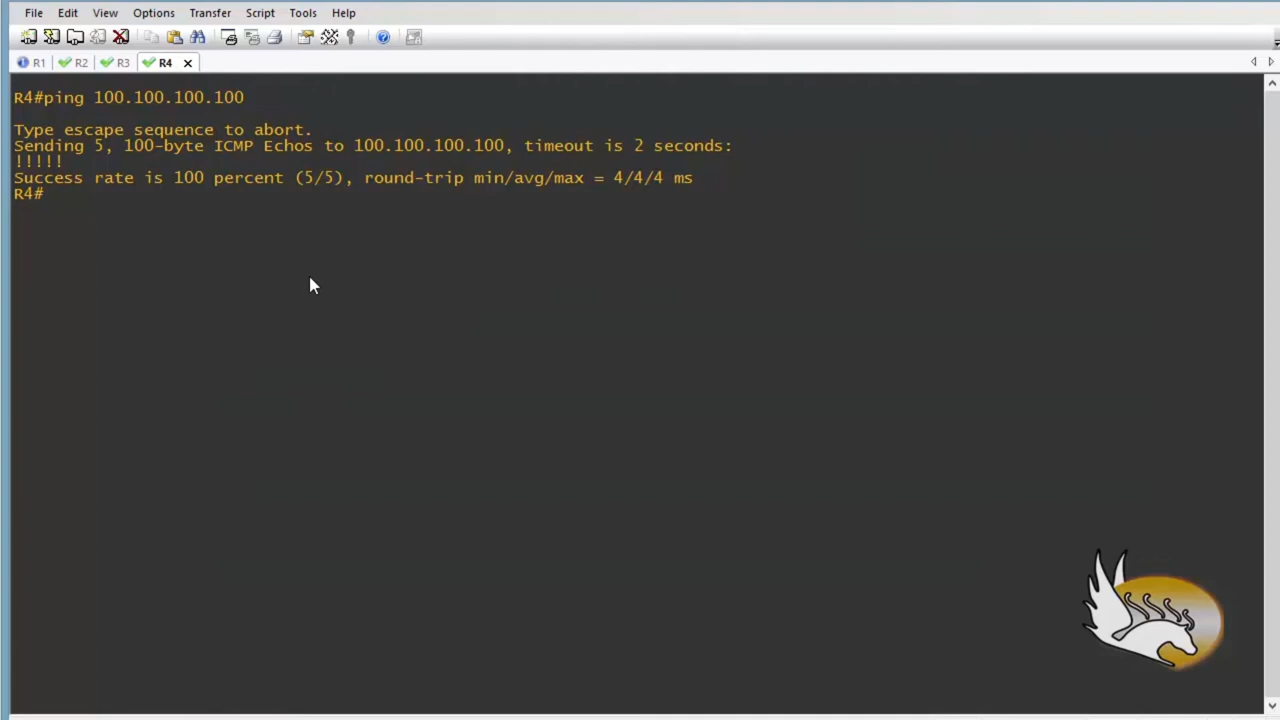 File Edit View Options Transfer Script Tools Help
R1 R2 R3 R4
R4#ping 100.100.100.100
Type escape sequence to abort.
Sending 5, 100-byte ICMP Echos to 100.100.100.100, timeout is 2 seconds:
!!!!!
Success rate is 100 percent (5/5), round-trip min/avg/max = 4/4/4 ms
R4#